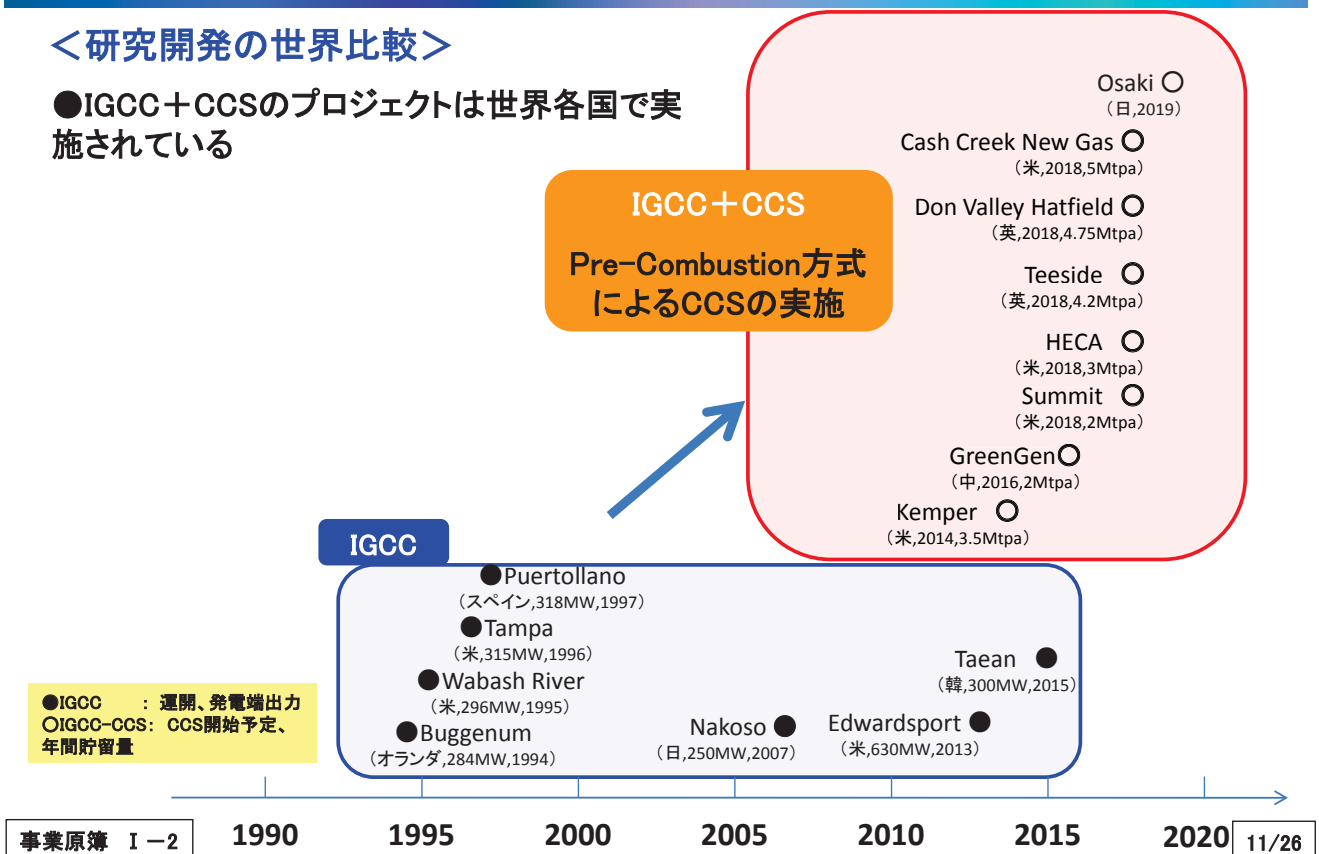 ＜研究開発の世界比較＞
●IGCC＋CCSのプロジェクトは世界各国で実
施されている
Osaki
（日,2019）
Cash Creek New Gas
（米,2018,5Mtpa）
IGCC＋CCS
Pre-Combustion方式
によるCCSの実施
Don Valley Hatfield
（英,2018,4.75Mtpa）
Teeside
（英,2018,4.2Mtpa）
HECA
（米,2018,3Mtpa）
Summit
（米,2018,2Mtpa）
GreenGen
（中,2016,2Mtpa）
Kemper
（米,2014,3.5Mtpa）
IGCC
Puertollano
（スペイン,318MW,1997）
Tampa
（米,315MW,1996）
Wabash River
（米,296MW,1995）
Buggenum
（オランダ,284MW,1994）
Nakoso
（日,250MW,2007）
Edwardsport
（米,630MW,2013）
Taean
（韓,300MW,2015）
●IGCC　：運開、発電端出力
○IGCC-CCS：CCS開始予定、
年間貯留量
1990 1995 2000 2005 2010 2015 2020
事業原簿 Ⅰ－2
11/26